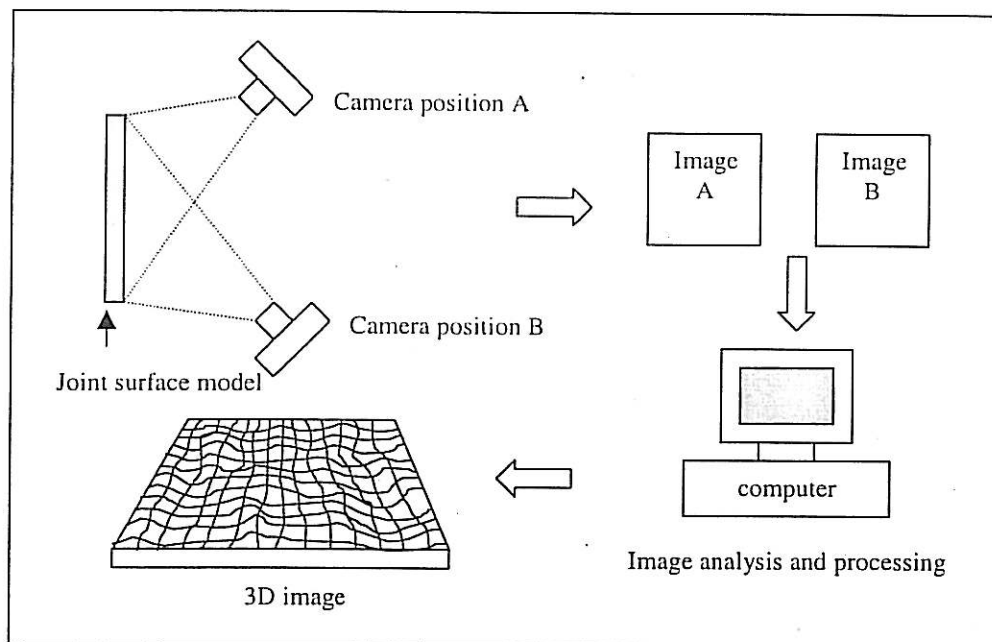 Camera position A
Image
A
Image
B
Camera position B
Joint surface model
computer
Image analysis and processing
3D image